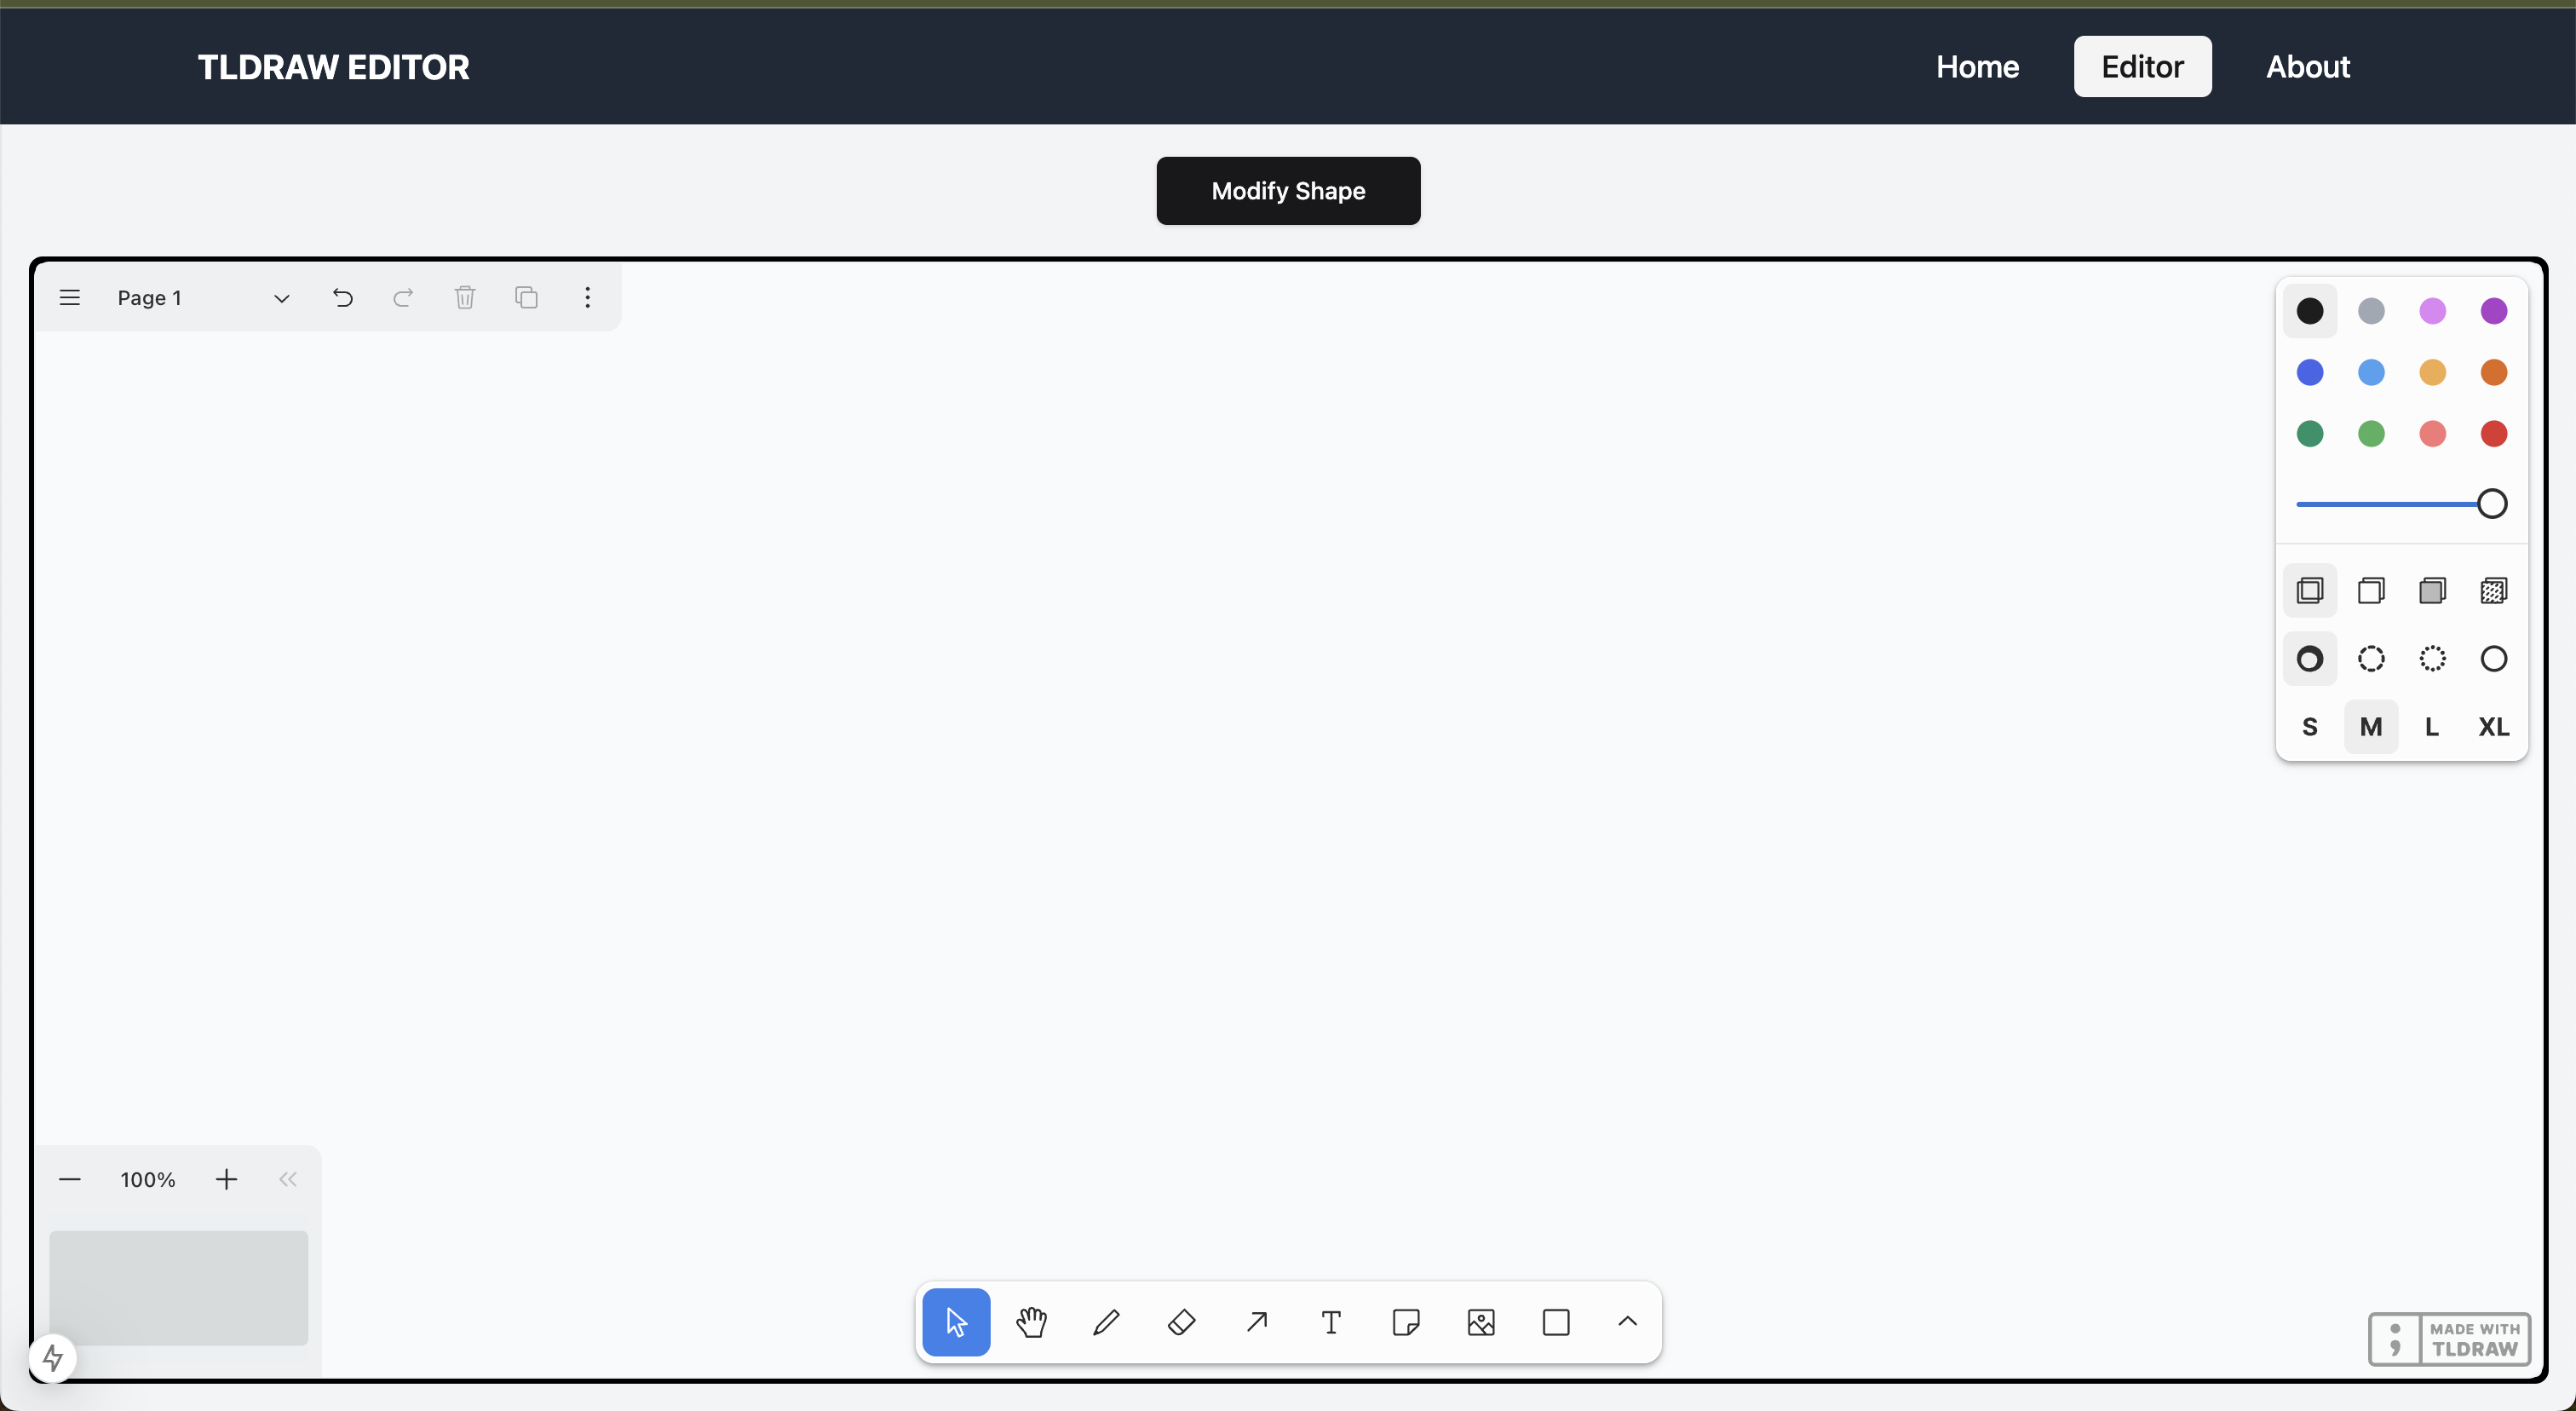 TLDRAW EDITOR
Home
Editor
About
Modify Shape
Page 1
S
M
L
XL
100%
MADE WITH
TLDRAW